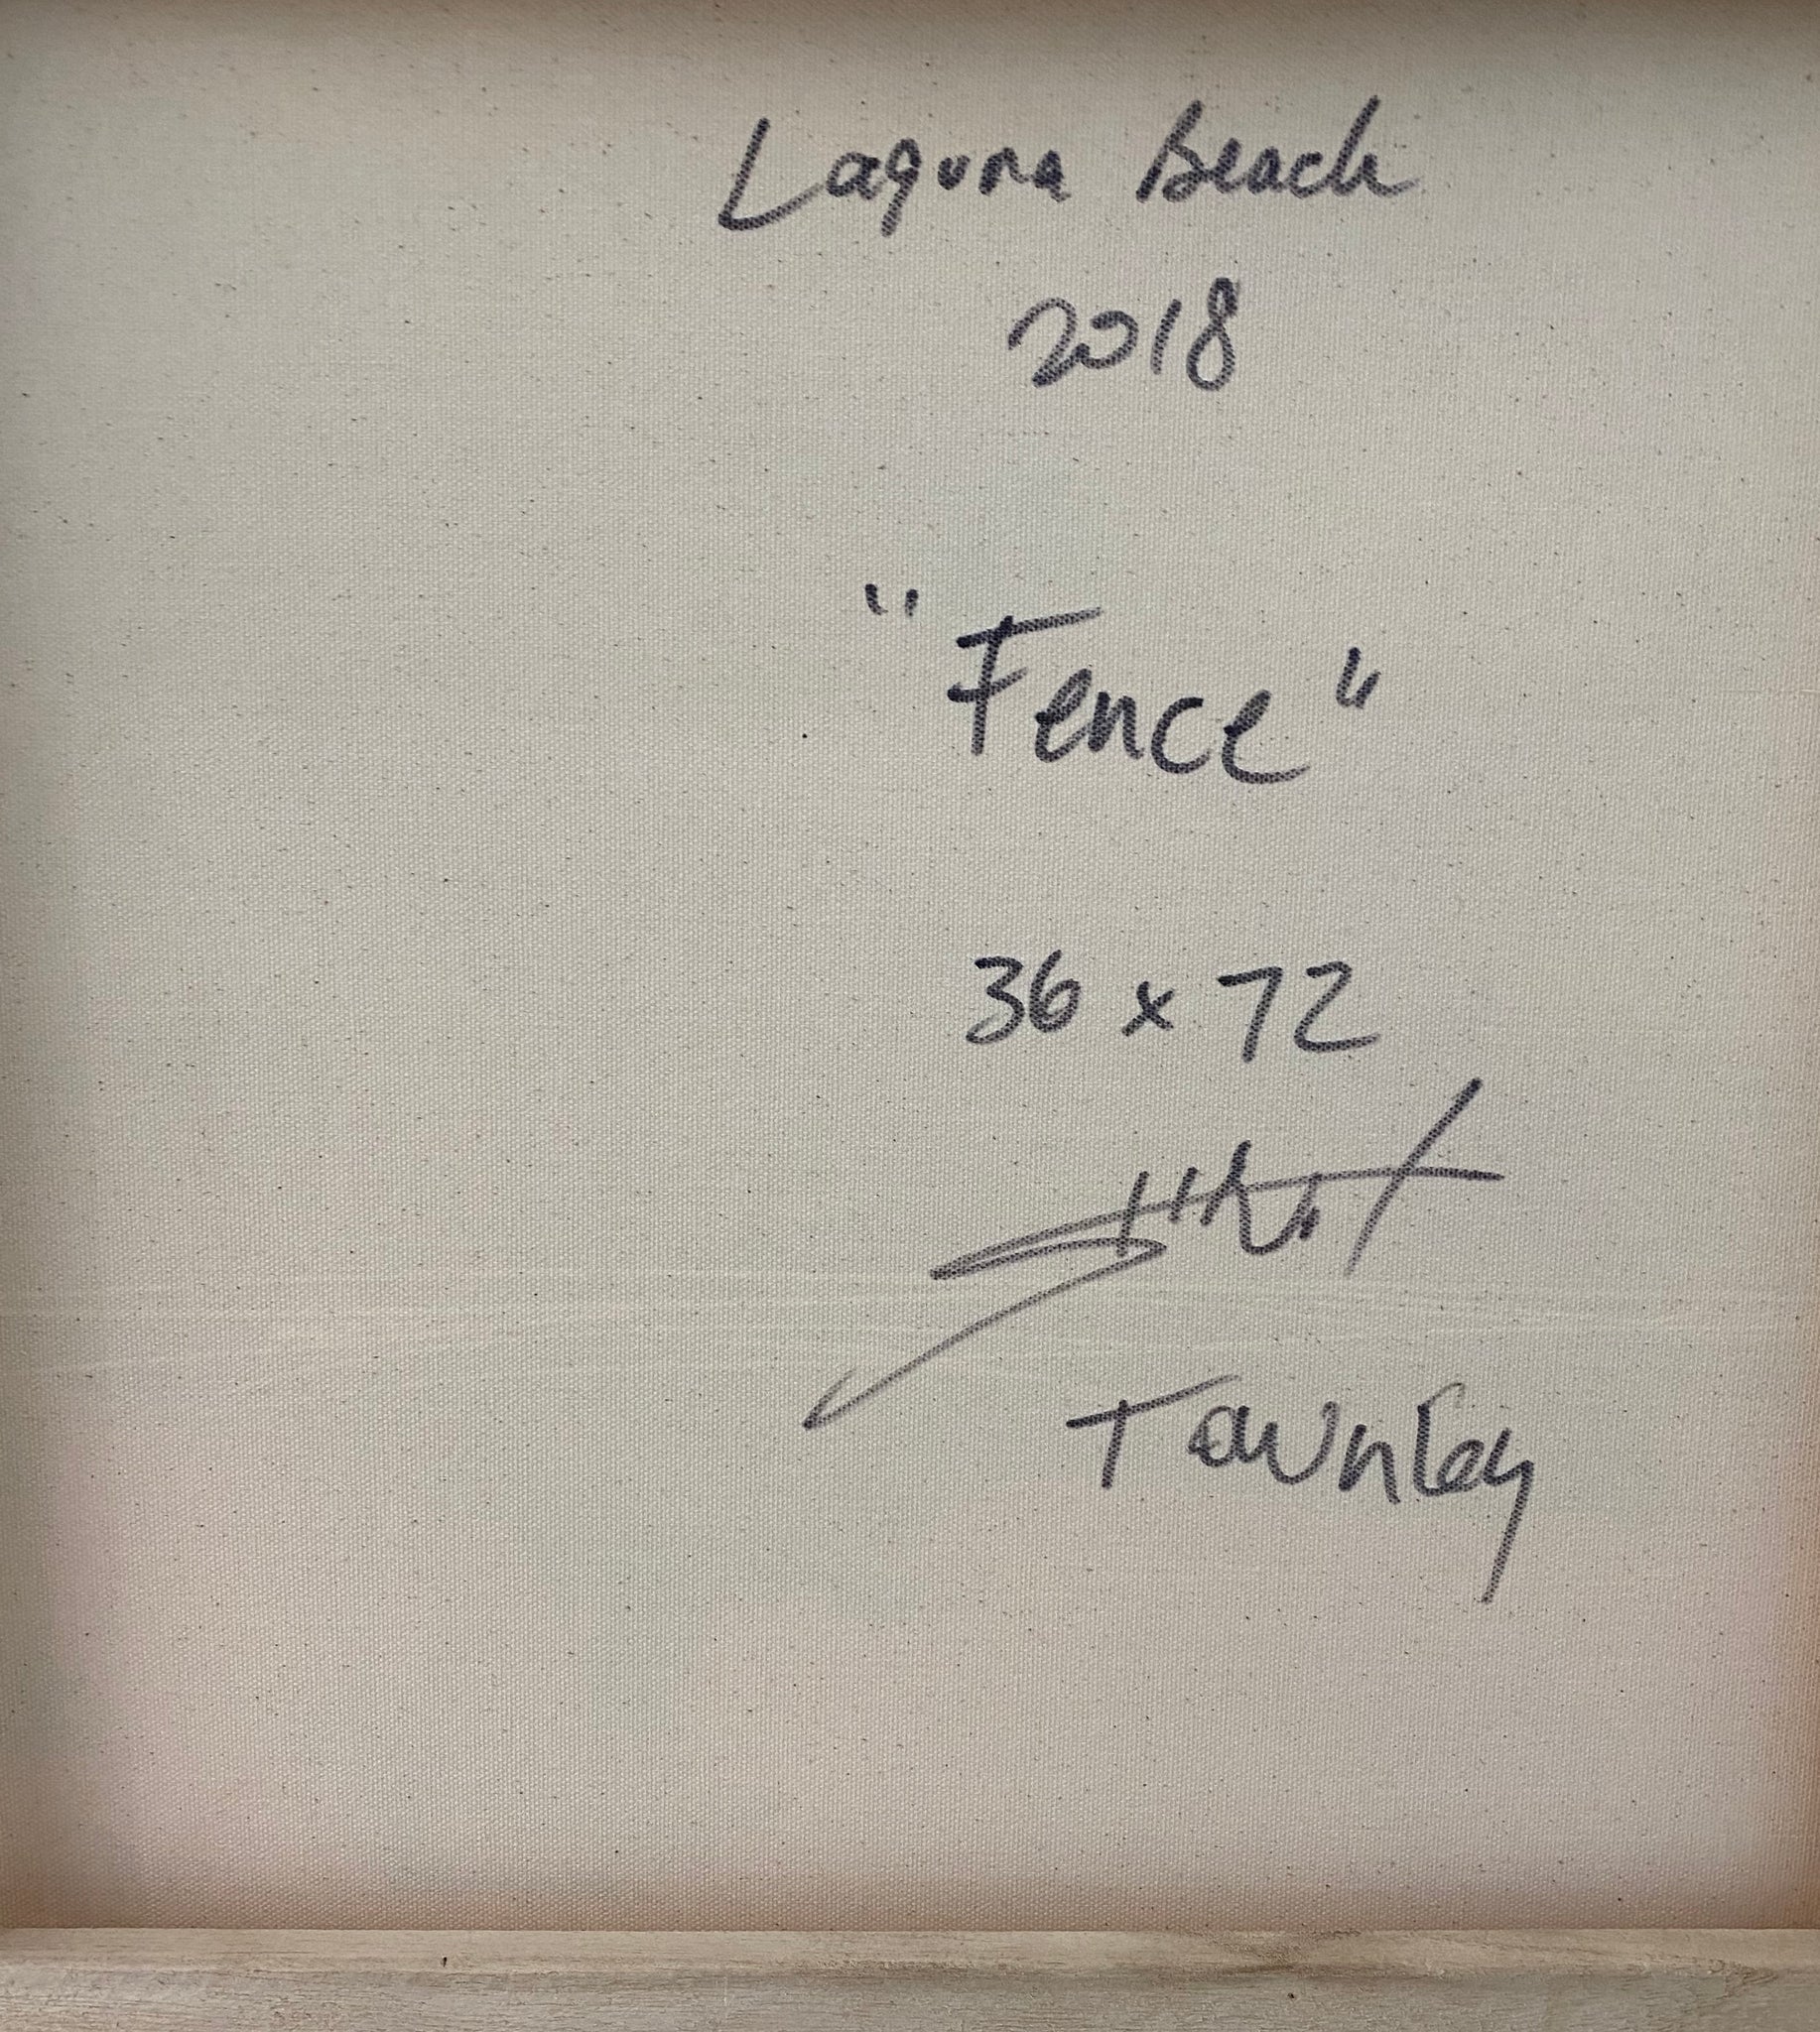 Laguna Beach
2018
"Fence"
36 x 72
Townley